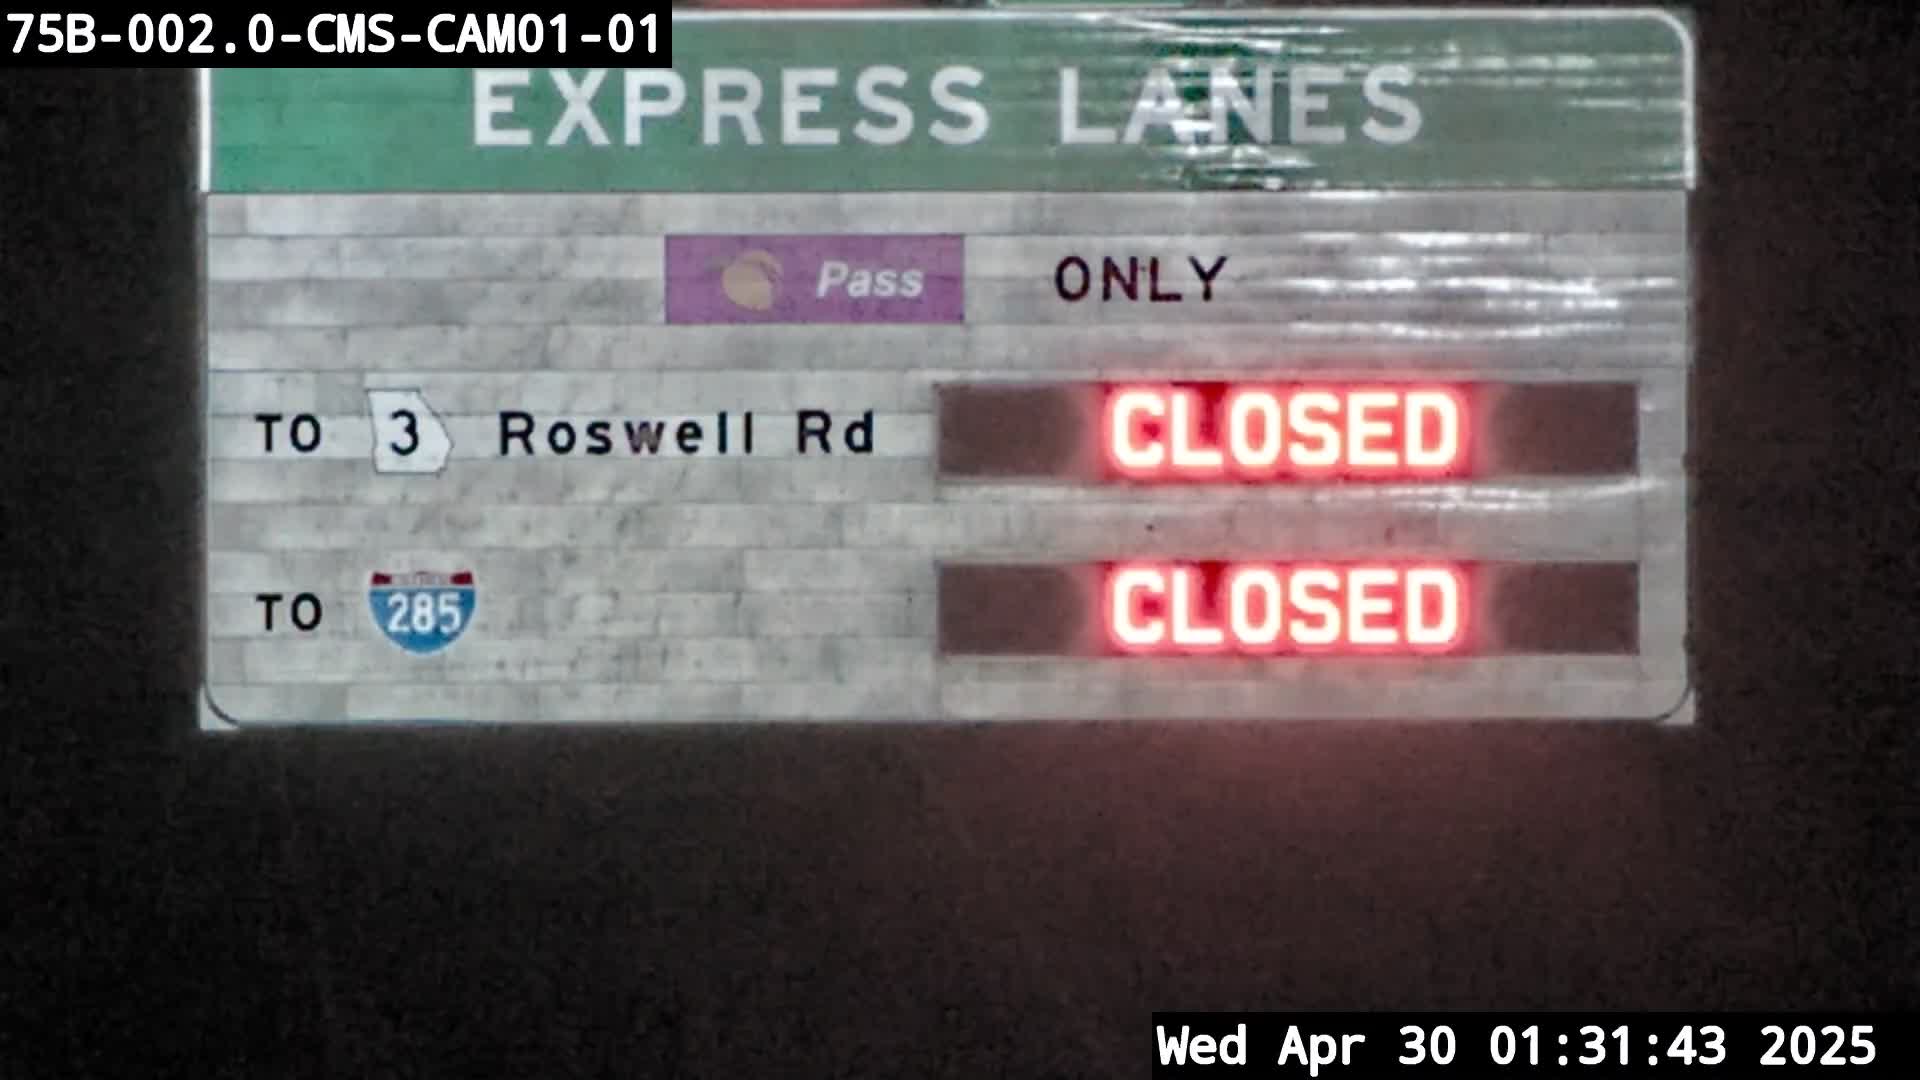 75B-002.0-CMS-CAM01-01
EXPRESS LANES
Pass ONLY
TO 3 Roswell Rd CLOSED
TO 285 CLOSED
Wed Apr 30 01:31:43 2025